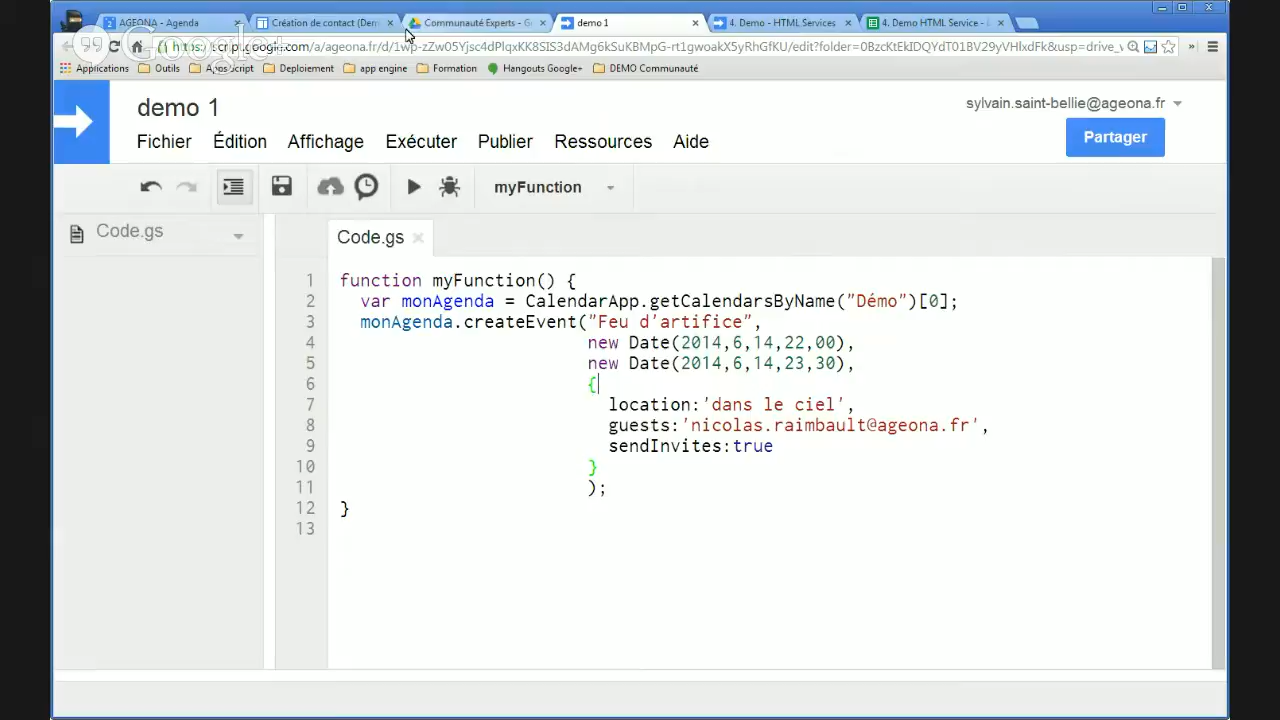 AGEONA - Agenda
Création de contact (Dem
Communauté Experts - G
demo 1
4. Demo - HTML Services
4. Demo HTML Service -
Google+
Applications
Outils
Apps Script
Deploiement
app engine
Formation
Hangouts Google+
DEMO Communauté
demo 1
sylvain.saint-bellie@ageona.fr
Fichier Édition Affichage Exécuter Publier Ressources Aide
Partager
myFunction
Code.gs
Code.gs
1 function myFunction() {
2 var monAgenda = CalendarApp.getCalendarsByName("Démo")[0];
3 monAgenda.createEvent("Feu d'artifice",
4 new Date(2014,6,14,22,00),
5 new Date(2014,6,14,23,30),
6 {
7 location:'dans le ciel',
8 guests:'nicolas.raimbault@ageona.fr',
9 sendInvites:true
10 }
11 );
12 }
13